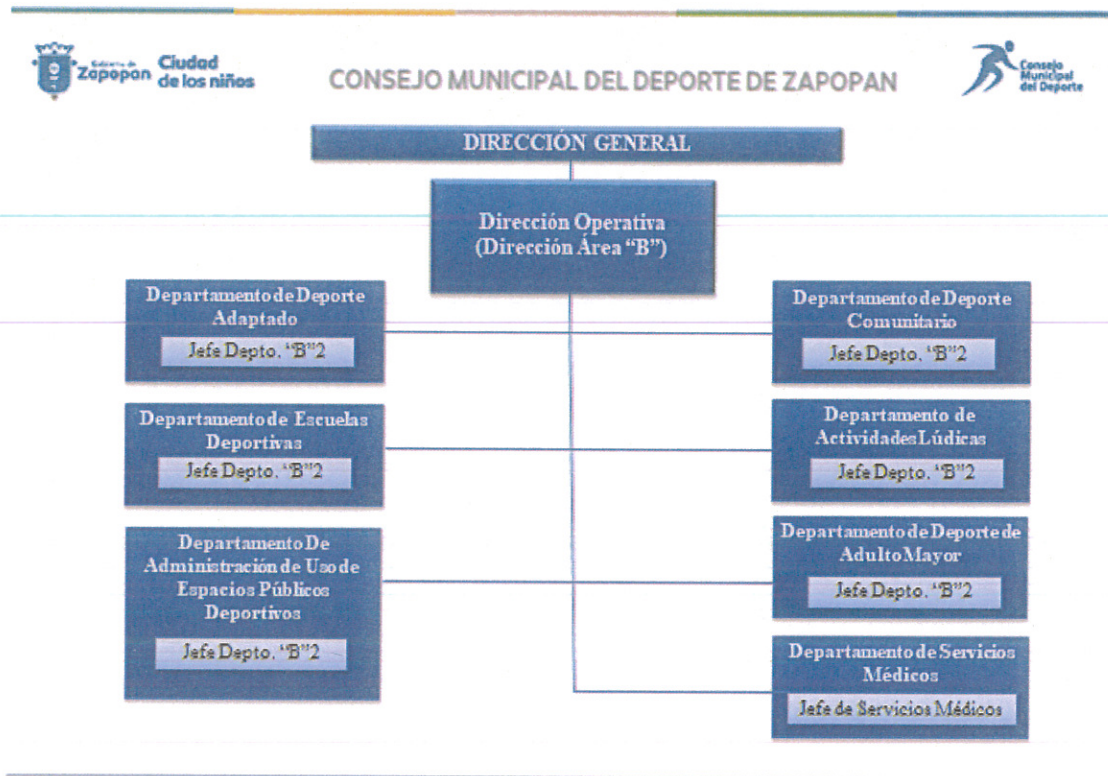 Gobierno de
Zapopan
Ciudad
de los niños
CONSEJO MUNICIPAL DEL DEPORTE DE ZAPOPAN
Consejo
Municipal
del Deporte
DIRECCIÓN GENERAL
Dirección Operativa
(Dirección Área “B”)
Departamento de Deporte
Adaptado
Jefe Depto. “B”2
Departamento de Escuelas
Deportivas
Jefe Depto. “B”2
Departamento De
Administración de Uso de
Espacios Públicos
Deportivos
Jefe Depto. “B”2
Departamento de Deporte
Comunitario
Jefe Depto. “B”2
Departamento de
Actividades Lúdicas
Jefe Depto. “B”2
Departamento de Deporte de
Adulto Mayor
Jefe Depto. “B”2
Departamento de Servicios
Médicos
Jefe de Servicios Médicos